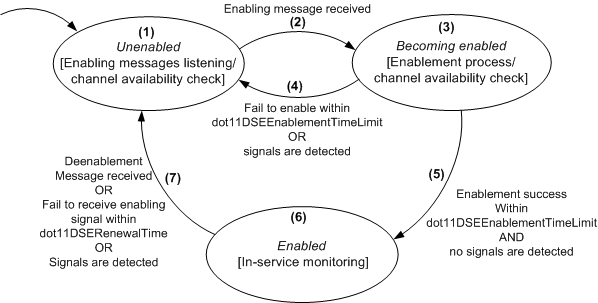 Enabling message received
(2)
(1)
Unenabled
[Enabling messages listening/
channel availability check]
(3)
Becoming enabled
[Enablement process/
channel availability check]
(4)
Fail to enable within
dot11DSEEnablementTimeLimit
OR
signals are detected
(5)
Enablement success
Within
dot11DSEEnablementTimeLimit
AND
no signals are detected
(6)
Enabled
[In-service monitoring]
(7)
Deenablement
Message received
OR
Fail to receive enabling
signal within
dot11DSERenewalTime
OR
Signals are detected